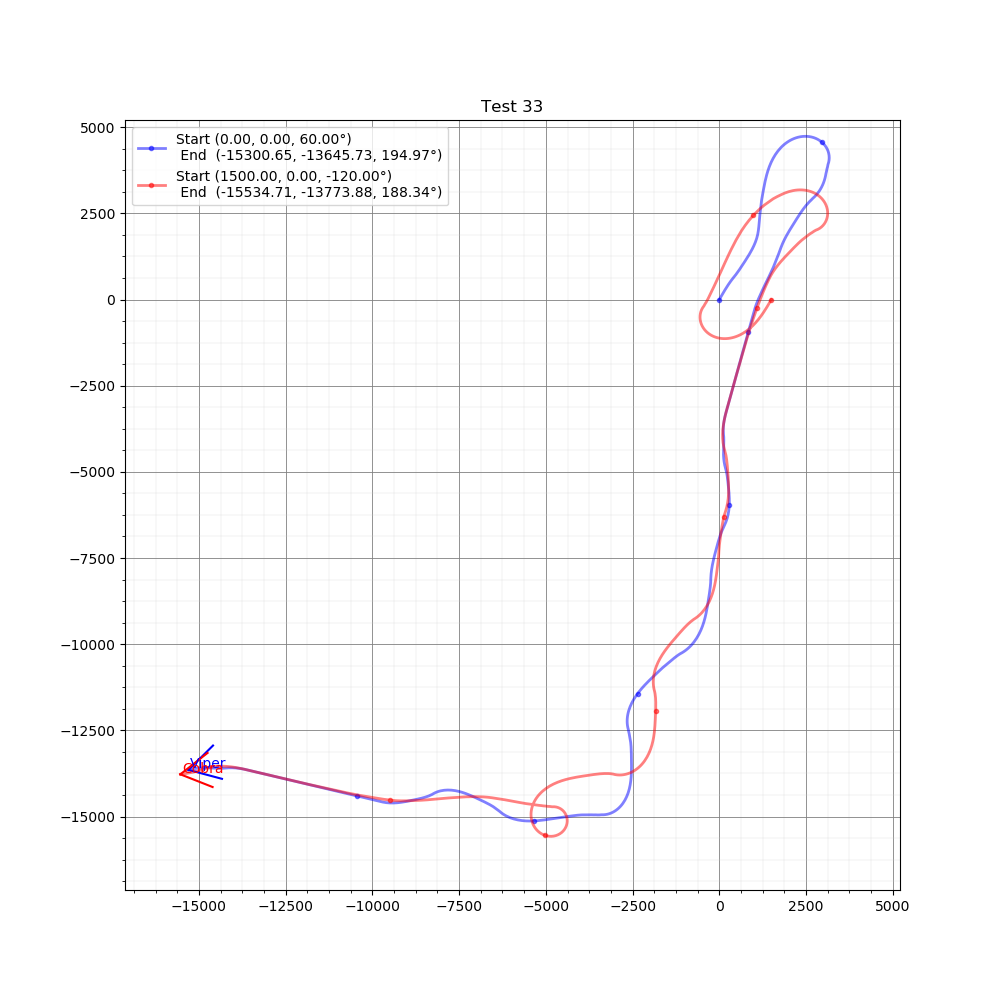 Test 33
Start (0.00, 0.00, 60.00°)
End (-15300.65, -13645.73, 194.97°)
Start (1500.00, 0.00, -120.00°)
End (-15534.71, -13773.88, 188.34°)
5000
2500
0
−2500
−5000
−7500
−10000
−12500
−15000
Viper
Cobra
−15000 −12500 −10000 −7500 −5000 −2500 0 2500 5000